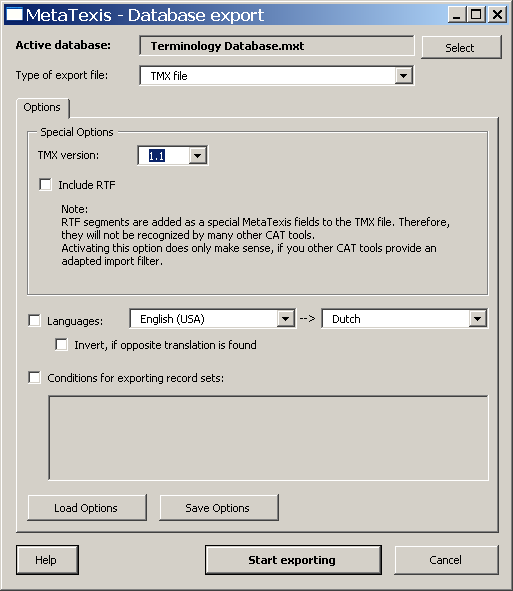 MetaTexis - Database export
Active database: Terminology Database.mxt Select
Type of export file: TMX file
Options
Special Options
TMX version: 1.1
Include RTF
Note:
RTF segments are added as a special MetaTexis fields to the TMX file. Therefore,
they will not be recognized by many other CAT tools.
Activating this option does only make sense, if you other CAT tools provide an
adapted import filter.
Languages: English (USA) --> Dutch
Invert, if opposite translation is found
Conditions for exporting record sets:
Load Options Save Options
Help Start exporting Cancel